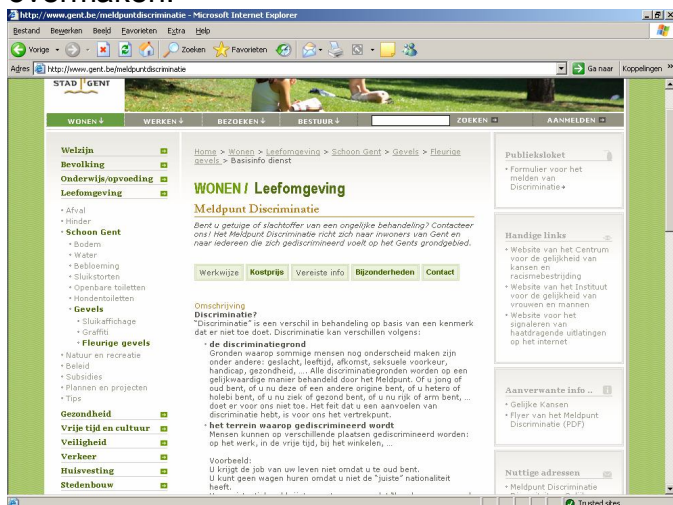 overmaken.
http://www.gent.be/meldpuntdiscriminatie - Microsoft Internet Explorer
Bestand Bewerken Beeld Favorieten Extra Help
Vorige Zoeken Favorieten
Adres http://www.gent.be/meldpuntdiscriminatie Ga naar Koppelingen
STAD GENT
WONEN WERKEN BEZOEKEN BESTUUR ZOEKEN AANMELDEN
Welzijn
Bevolking
Onderwijs/opvoeding
Leefomgeving
• Afval
• Hinder
• Schoon Gent
• Bodem
• Water
• Bebloeming
• Sluikstorten
• Openbare toiletten
• Hondentoiletten
• Gevels
• Sluikaffichage
• Graffiti
• Fleurige gevels
• Natuur en recreatie
• Beleid
• Subsidies
• Plannen en projecten
• Tips
Gezondheid
Vrije tijd en cultuur
Veiligheid
Verkeer
Huisvesting
Stedenbouw
Home > Wonen > Leefomgeving > Schoon Gent > Gevels > Fleurige
gevels > Basisinfo dienst
WONEN / Leefomgeving
Meldpunt Discriminatie
Bent u getuige of slachtoffer van een ongelijke behandeling? Contacteer
ons! Het Meldpunt Discriminatie richt zich naar inwoners van Gent en
naar iedereen die zich gediscrimineerd voelt op het Gents grondgebied.
Werkwijze Kostprijs Vereiste info Bijzonderheden Contact
Omschrijving
Discriminatie?
"Discriminatie" is een verschil in behandeling op basis van een kenmerk
dat er niet toe doet. Discriminatie kan verschillen volgens:
• de discriminatiegrond
Gronden waarop sommige mensen nog onderscheid maken zijn
onder andere: geslacht, leeftijd, afkomst, seksuele voorkeur,
handicap, gezondheid, .... Alle discriminatiegronden worden op een
gelijkwaardige manier behandeld door het Meldpunt. Of u jong of
oud bent, of u nu deze of een andere origine bent, of u hetero of
holebi bent, of u nu ziek of gezond bent, of u nu rijk of arm bent, ...
doet er voor ons niet toe. Het feit dat u een aanvoelen van
discriminatie hebt, is voor ons het vertrekpunt.
• het terrein waarop gediscrimineerd wordt
Mensen kunnen op verschillende plaatsen gediscrimineerd worden:
op het werk, in de vrije tijd, bij het winkelen, ...
Voorbeeld:
U krijgt de job van uw leven niet omdat u te oud bent.
U kunt geen wagen huren omdat u niet de "juiste" nationaliteit
heeft.
Publieksloket
• Formulier voor het
melden van
Discriminatie
Handige links
• Website van het Centrum
voor de gelijkheid van
kansen en
racismebestrijding
• Website van het Instituut
voor de gelijkheid van
vrouwen en mannen
• Website voor het
signaleren van
haatdragende uitlatingen
op het internet
Aanverwante info ..
• Gelijke Kansen
• Flyer van het Meldpunt
Discriminatie (PDF)
Nuttige adressen
• Meldpunt Discriminatie
Trusted sites